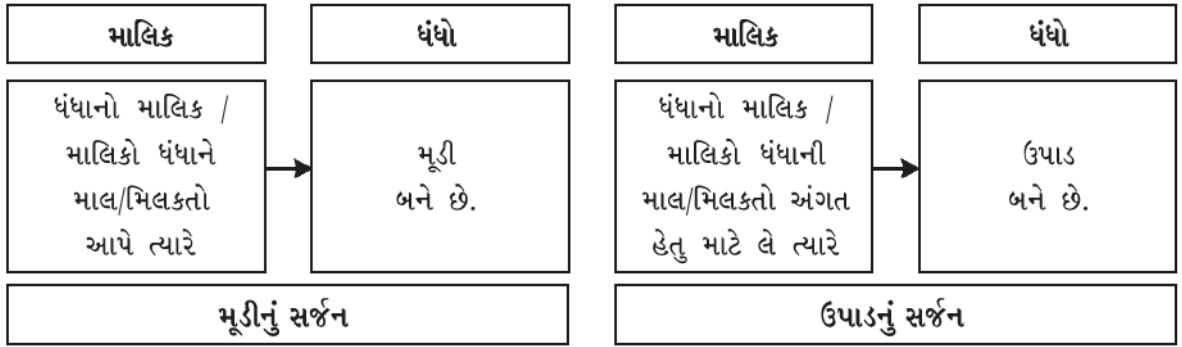 માલિક
ધંધો
ધંધાનો માલિક /
માલિકો ધંધાને
માલ/મિલકતો
આપે ત્યારે
મૂડી
બને છે.
મૂડીનું સર્જન
માલિક
ધંધો
ધંધાનો માલિક /
માલિકો ધંધાની
માલ/મિલકતો અંગત
હેતુ માટે લે ત્યારે
ઉપાડ
બને છે.
ઉપાડનું સર્જન